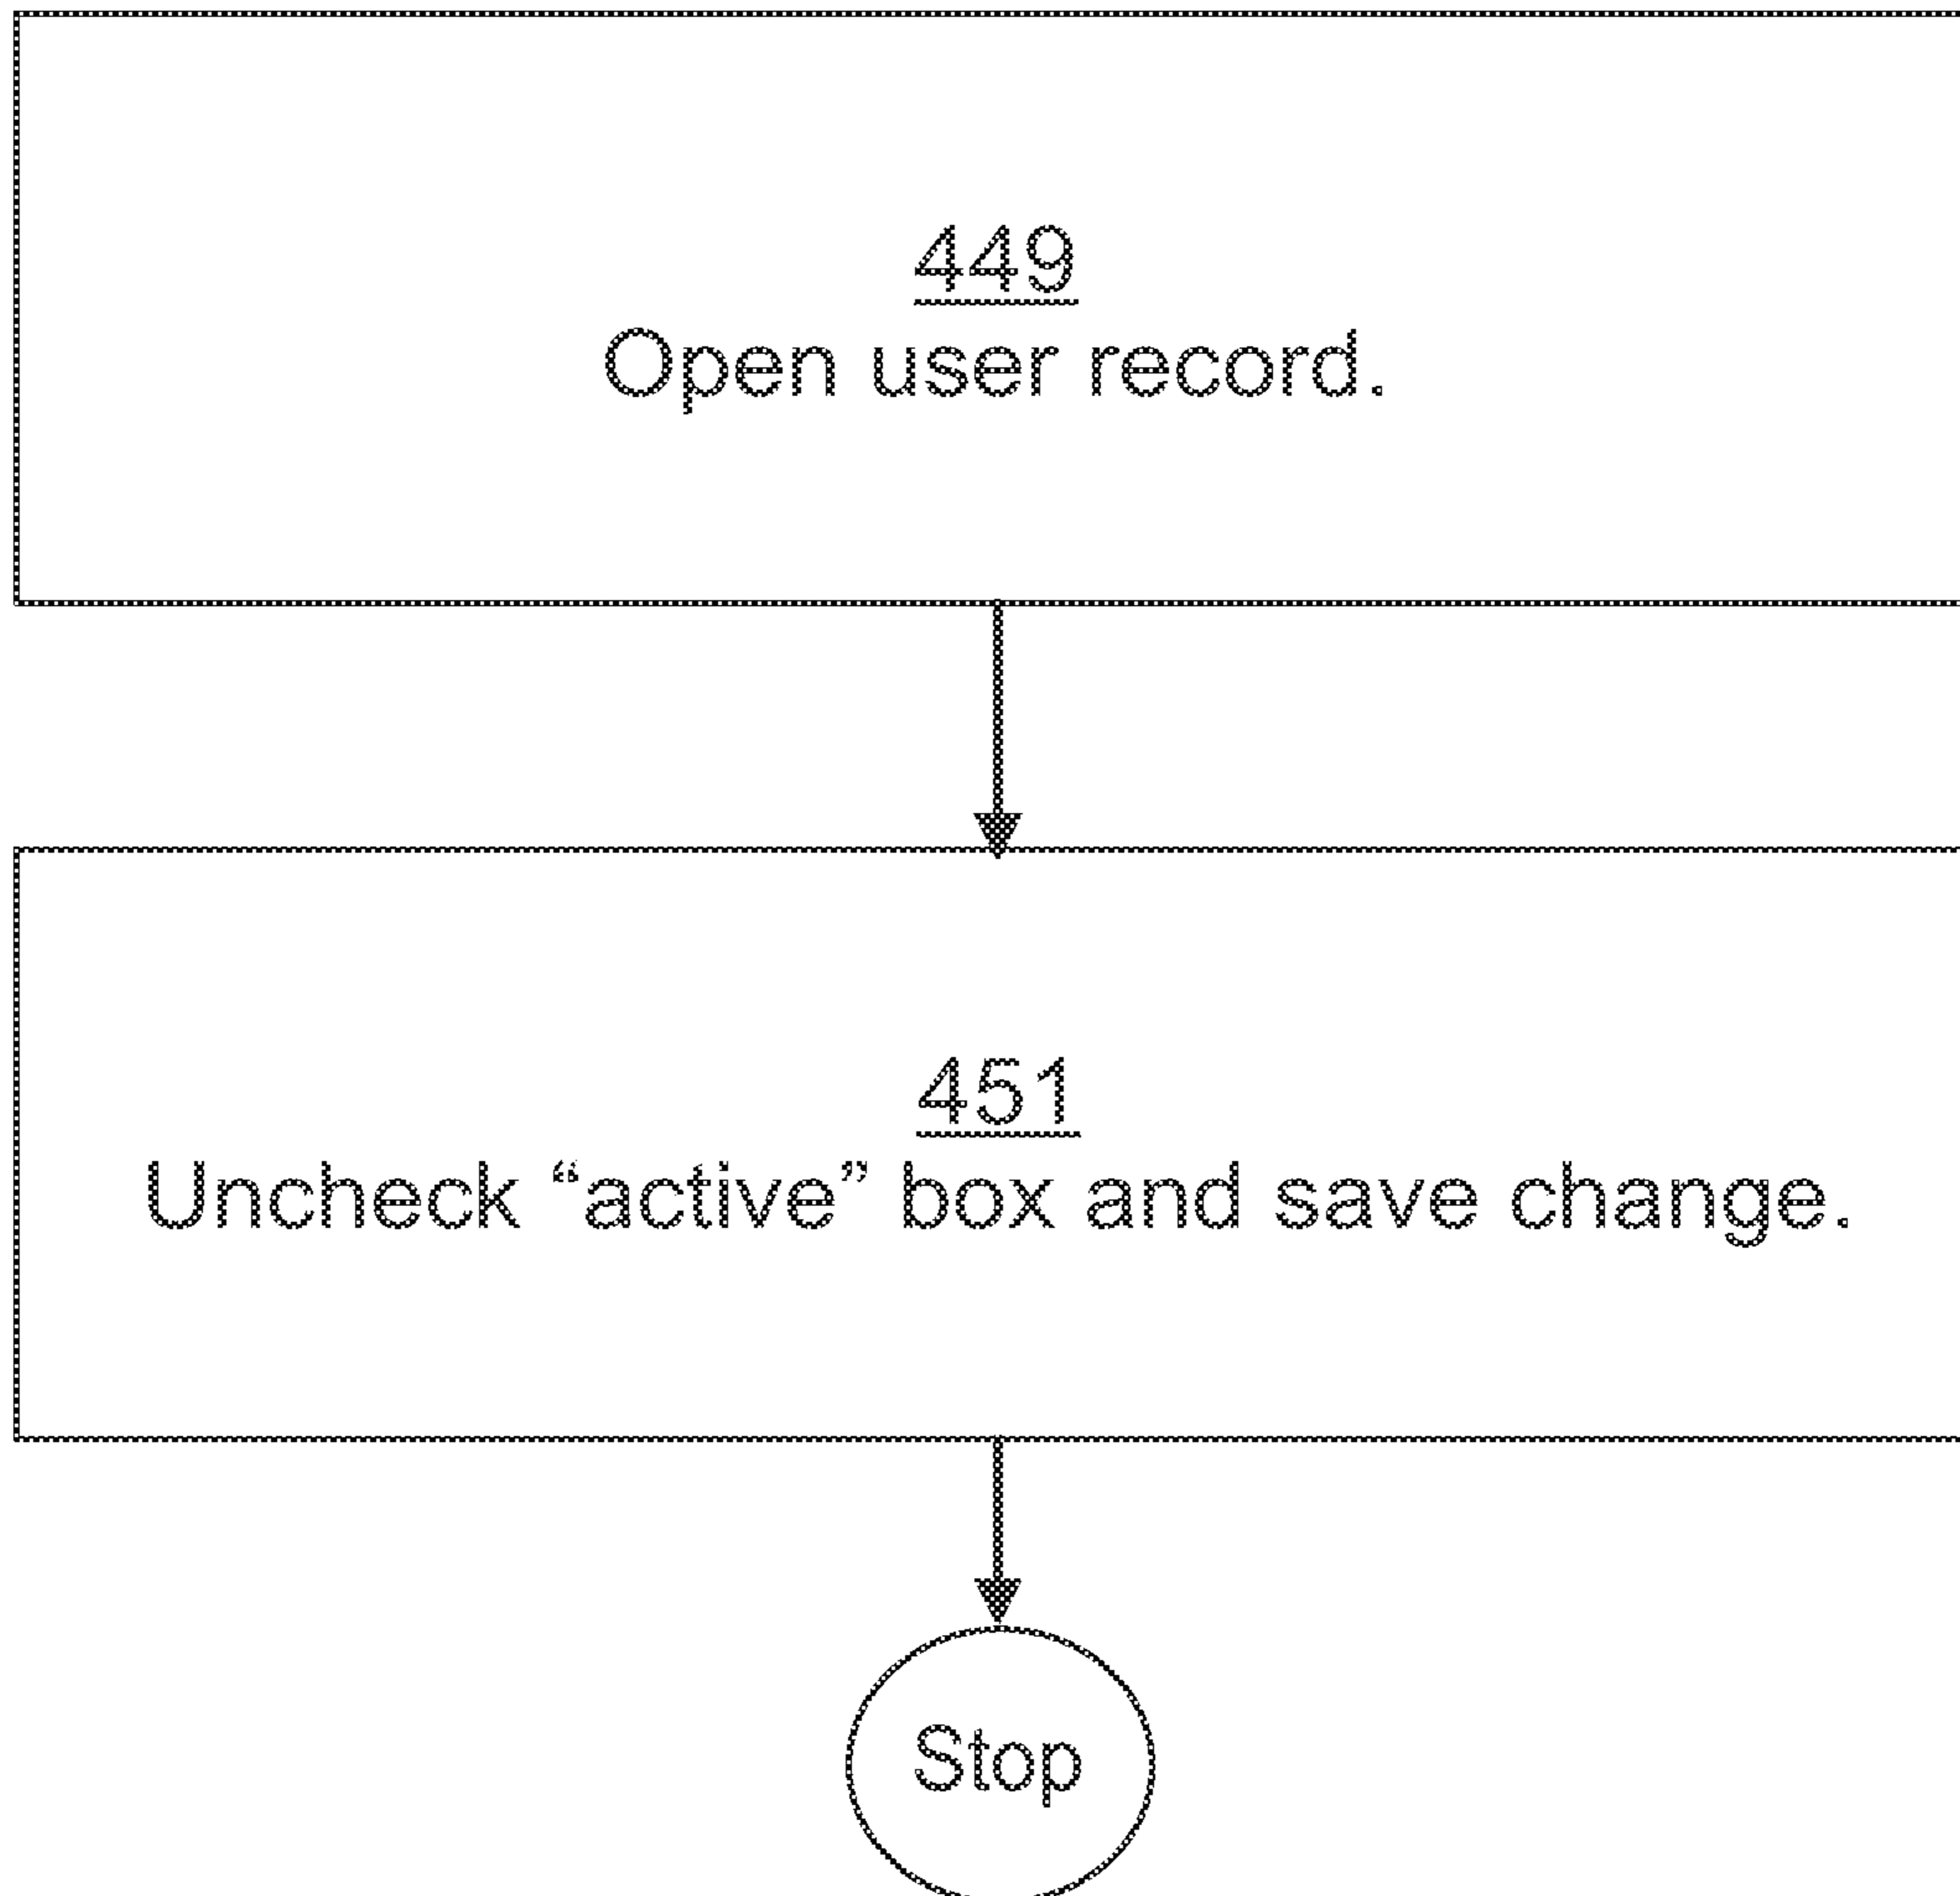 449
Open user record.
451
Uncheck “active” box and save change.
Stop